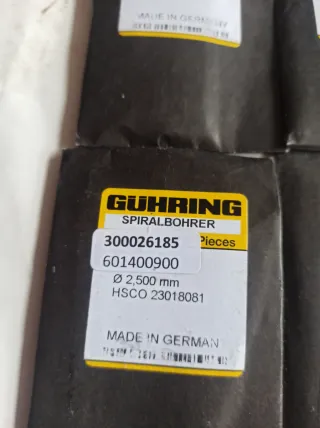 MADE IN GERMANY
GÜHRING
SPIRALBOHRER
300026185
Pieces
601400900
Ø 2,500 mm
HSCO 23018081
MADE IN GERMAN